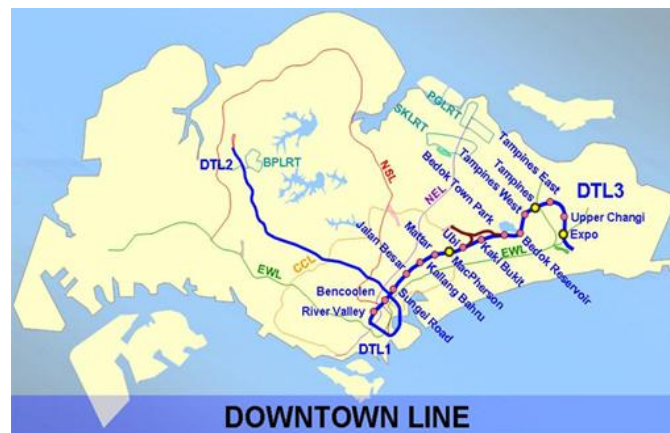 PGLRT
SKLRT
Tampines East
Tampines
Tampines West
Bedok Town Park
DTL2
BPLRT
NSL
NEL
DTL3
Upper Changi
Expo
Ubi
Mattar
Jalan Besar
EWL
Kaki Bukit
Bedok Reservoir
CCL
EWL
MacPherson
Kallang Bahru
Bencoolen
Sungei Road
River Valley
DTL1
DOWNTOWN LINE